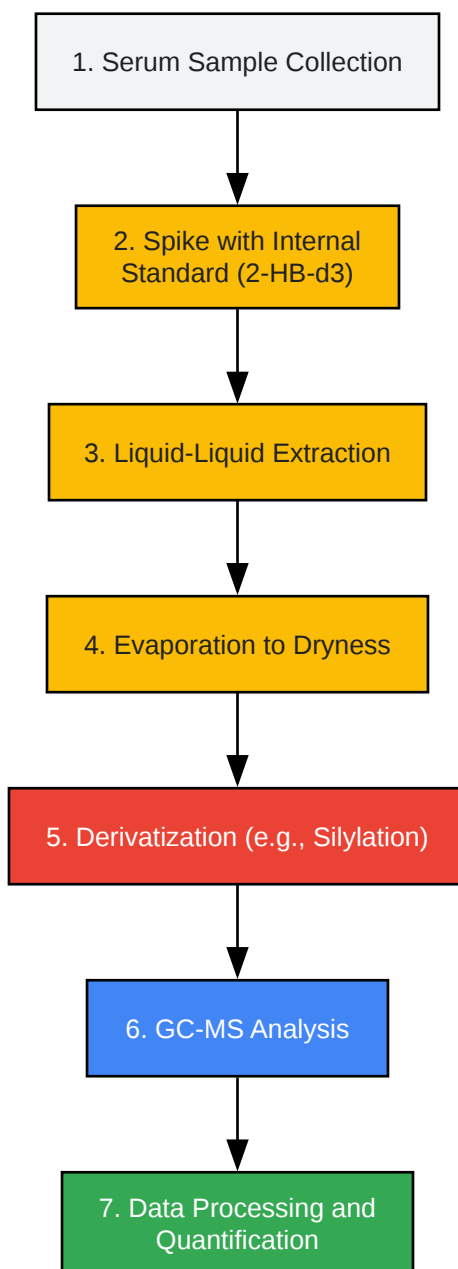 1. Serum Sample Collection
2. Spike with Internal
Standard (2-HB-d3)
3. Liquid-Liquid Extraction
4. Evaporation to Dryness
5. Derivatization (e.g., Silylation)
6. GC-MS Analysis
7. Data Processing and
Quantification